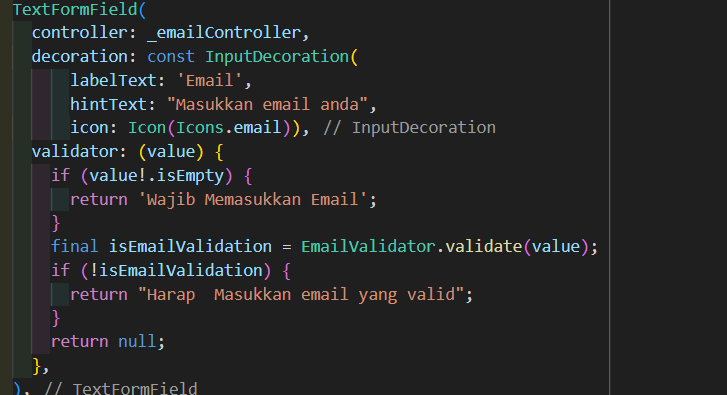 TextFormField(
controller: _emailController,
decoration: const InputDecoration(
labelText: 'Email',
hintText: "Masukkan email anda",
icon: Icon(Icons.email)), // InputDecoration
validator: (value) {
if (value!.isEmpty) {
return 'Wajib Memasukkan Email';
}
final isEmailValidation = EmailValidator.validate(value);
if (!isEmailValidation) {
return "Harap  Masukkan email yang valid";
}
return null;
},
), // TextFormField